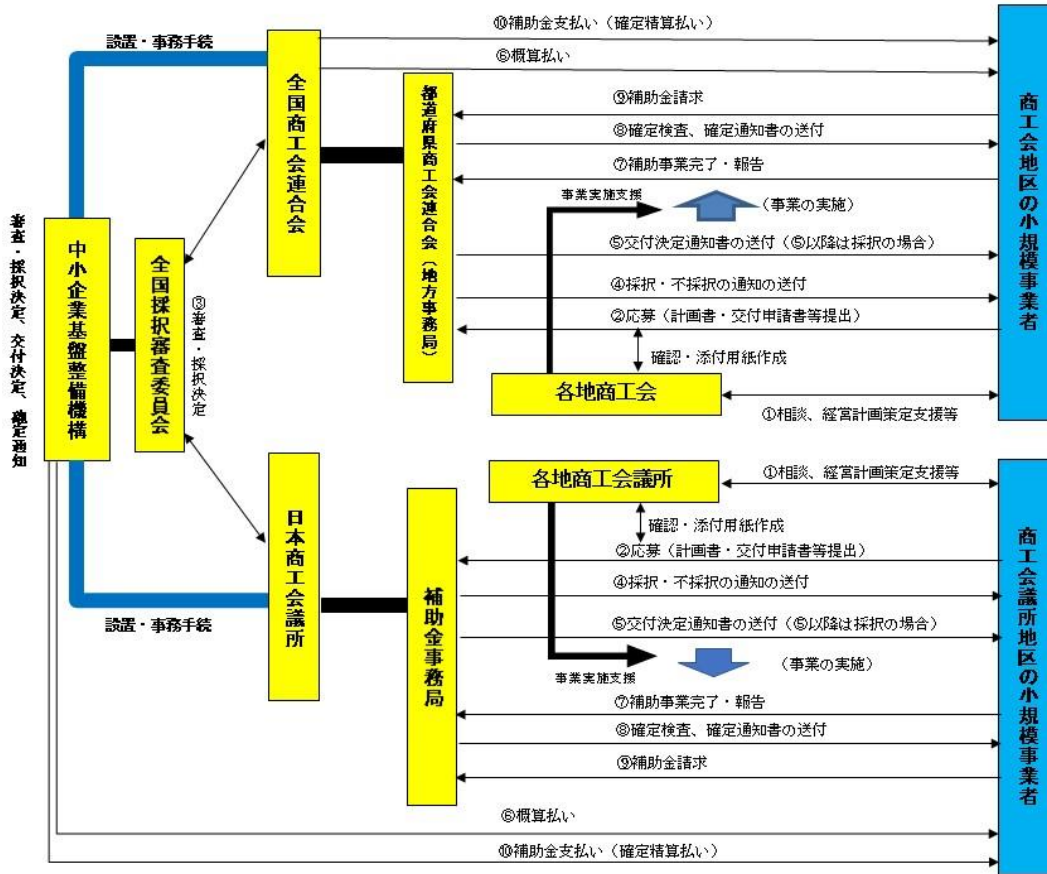 ⑩補助金支払い（確定精算払い）
設置・事務手続
⑥概算払い
全国商工会連合会
都道府県商工会連合会（地方事務局）
商工会地区の小規模事業者
⑨補助金請求
⑧確定検査、確定通知書の送付
⑦補助事業完了・報告
事業実施支援
（事業の実施）
審査・採択決定、交付決定、確定通知
中小企業基盤整備機構
全国採択審査委員会
③審査・採択決定
⑤交付決定通知書の送付（⑤以降は採択の場合）
④採択・不採択の通知の送付
②応募（計画書・交付申請書等提出）
確認・添付用紙作成
各地商工会
①相談、経営計画策定支援等
各地商工会議所
①相談、経営計画策定支援等
日本商工会議所
補助金事務局
商工会議所地区の小規模事業者
確認・添付用紙作成
②応募（計画書・交付申請書等提出）
④採択・不採択の通知の送付
設置・事務手続
⑤交付決定通知書の送付（⑤以降は採択の場合）
（事業の実施）
事業実施支援
⑦補助事業完了・報告
⑧確定検査、確定通知書の送付
⑨補助金請求
⑥概算払い
⑩補助金支払い（確定精算払い）